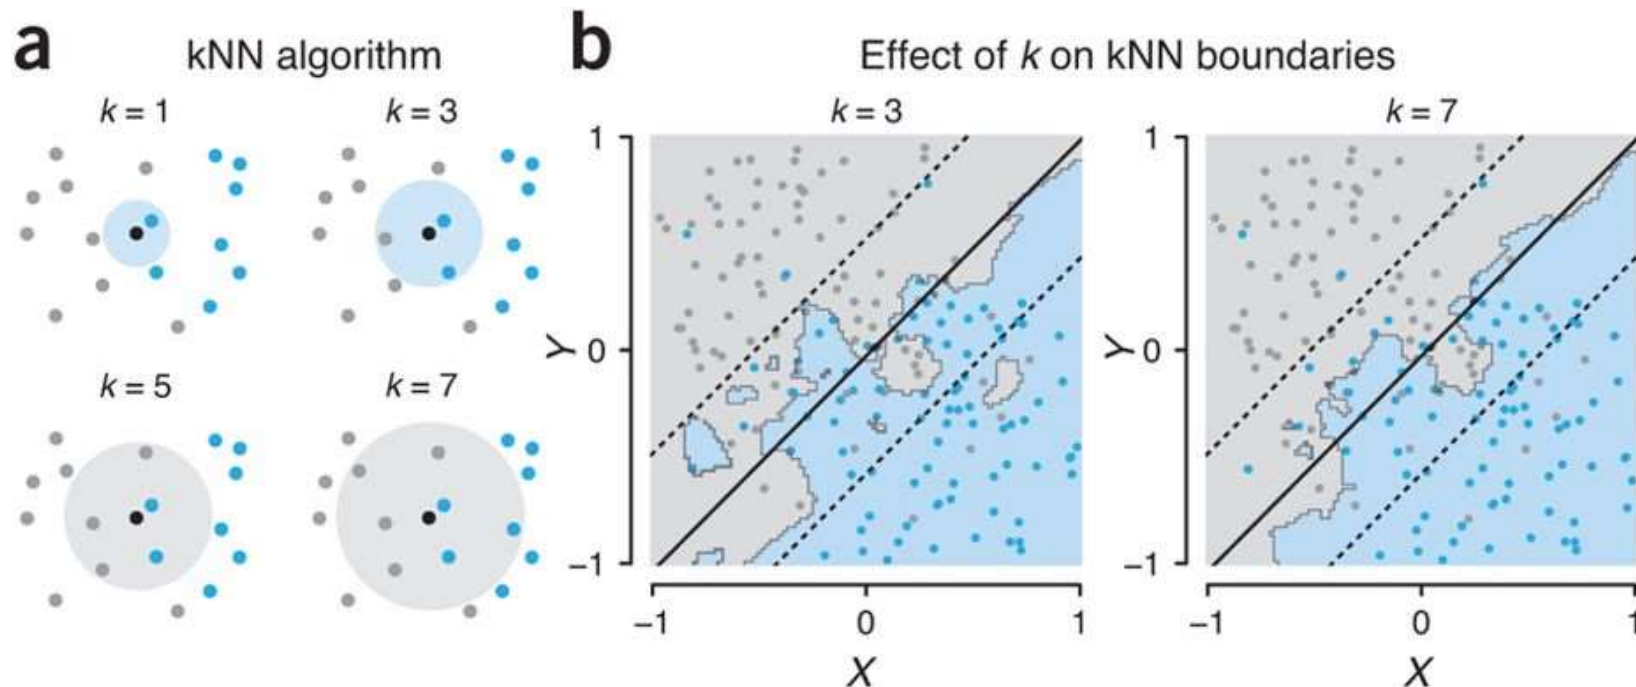 a
kNN algorithm
k = 1
k = 3
k = 5
k = 7
b
Effect of k on kNN boundaries
k = 3
1
Y
0
−1
−1
0
1
X
k = 7
1
Y
0
−1
−1
0
1
X